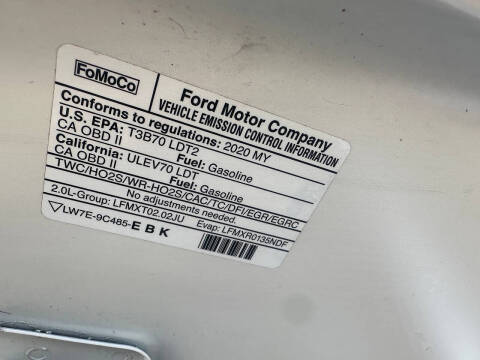 FoMoCo
Ford Motor Company
VEHICLE EMISSION CONTROL INFORMATION
Conforms to regulations: 2020 MY
U.S. EPA: T3B70 LDT2 Fuel: Gasoline
CA OBD II
California: ULEV70 LDT Fuel: Gasoline
CA OBD II
TWC/HO2S/WR-HO2S/CAC/TC/DFI/EGR/EGRC
No adjustments needed.
2.0L-Group: LFMXT02.02JU Evap: LFMXR0135NDF
LW7E-9C485-EBK